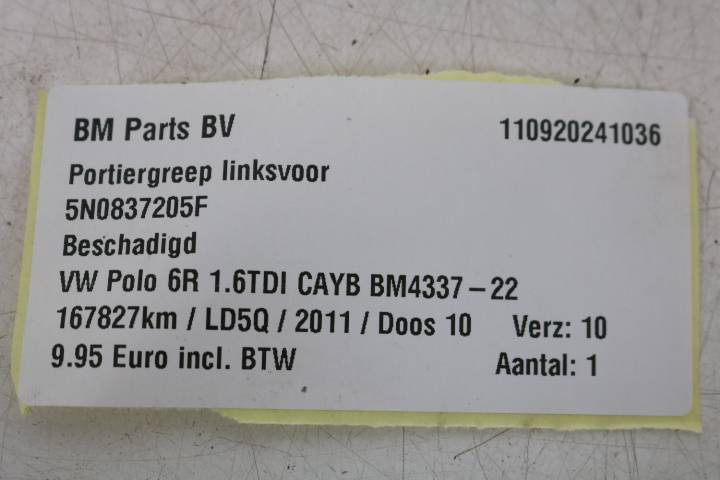 BM Parts BV 110920241036
Portiergreep linksvoor
5N0837205F
Beschadigd
VW Polo 6R 1.6TDI CAYB BM4337-22
167827km / LD5Q / 2011 / Doos 10 Verz: 10
9.95 Euro incl. BTW Aantal: 1